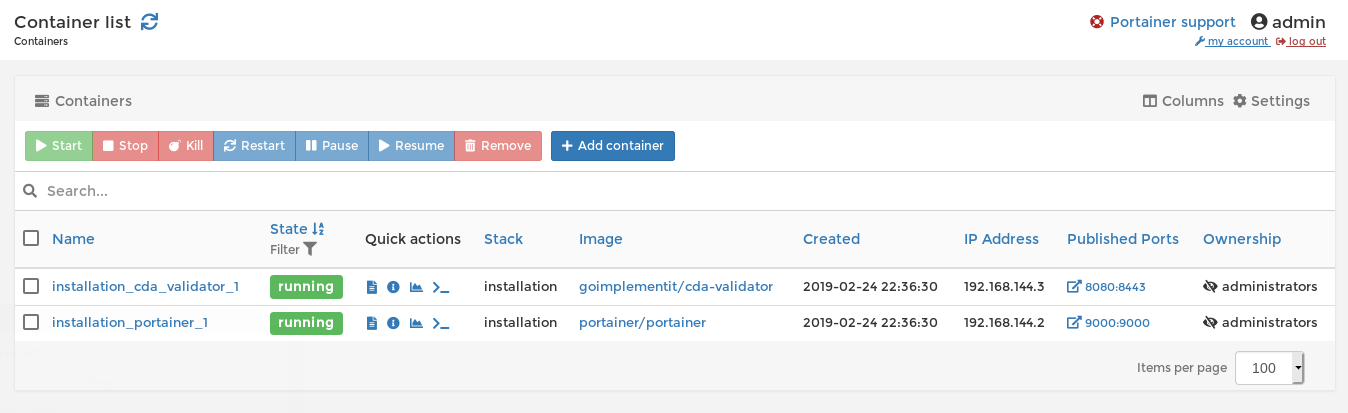 Container list
Portainer support admin
Containers
my account log out
Containers
Columns Settings
Start Stop Kill Restart Pause Resume Remove Add container
Search...
Name State Filter Quick actions Stack Image Created IP Address Published Ports Ownership
installation_cda_validator_1 running installation goimplementit/cda-validator 2019-02-24 22:36:30 192.168.144.3 8080:8443 administrators
installation_portainer_1 running installation portainer/portainer 2019-02-24 22:36:30 192.168.144.2 9000:9000 administrators
Items per page 100